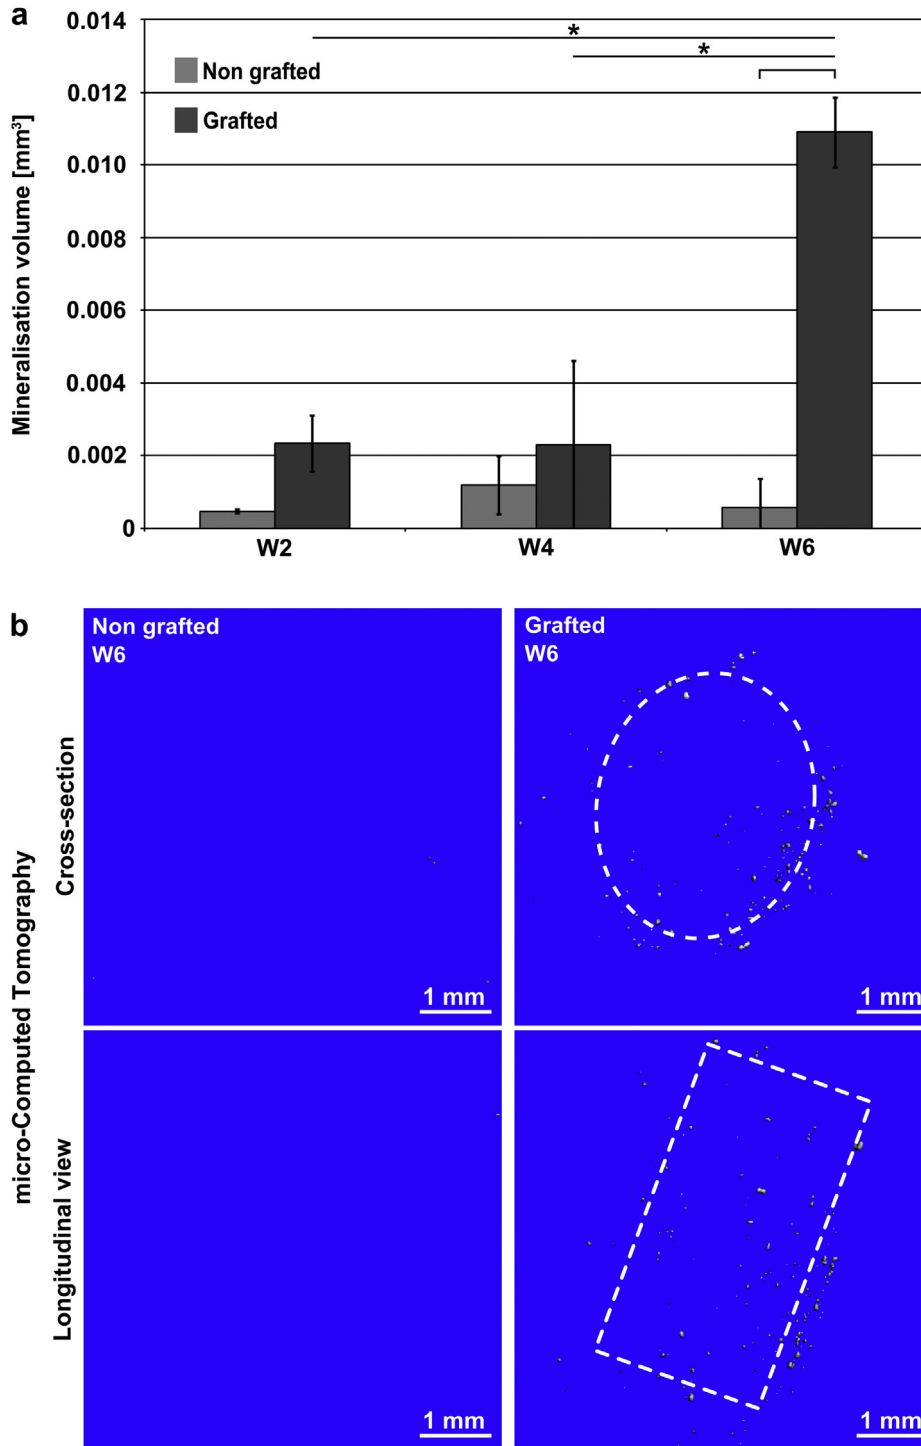 a
0.014
0.012
0.010
0.008
0.006
0.004
0.002
0
Mineralisation volume [mm³]
Non grafted
Grafted
*
*
W2
W4
W6
b
micro-Computed Tomography
Cross-section
Longitudinal view
Non grafted
W6
1 mm
Grafted
W6
1 mm
1 mm
1 mm